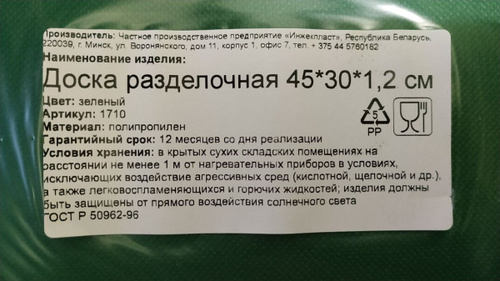 Производитель: Частное производственное предприятие «Инжекпласт», Республика Беларусь.
220039, г. Минск, ул. Воронянского, дом 11, корпус 1, офис 7, тел. + 375 44 5760182
Наименование изделия:
Доска разделочная 45*30*1,2 см
Цвет: зеленый
Артикул: 1710
Материал: полипропилен
5
PP
Гарантийный срок: 12 месяцев со дня реализации
Условия хранения: в крытых сухих складских помещениях на
расстоянии не менее 1 м от нагревательных приборов в условиях,
исключающих воздействие агрессивных сред (кислотной, щелочной и др.),
а также легковоспламеняющихся и горючих жидкостей; изделия должны
быть защищены от прямого воздействия солнечного света
ГОСТ Р 50962-96